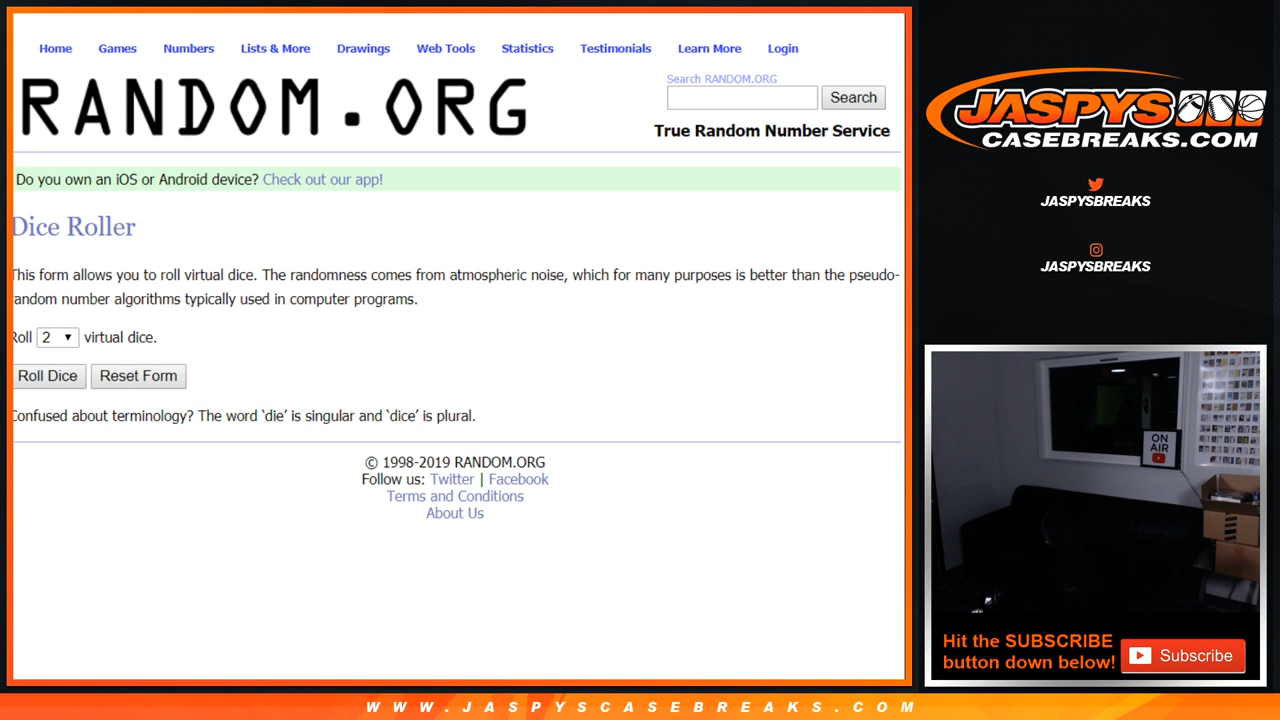 Home Games Numbers Lists & More Drawings Web Tools Statistics Testimonials Learn More Login
RANDOM.ORG
Search RANDOM.ORG
Search
True Random Number Service
Do you own an iOS or Android device? Check out our app!
Dice Roller
This form allows you to roll virtual dice. The randomness comes from atmospheric noise, which for many purposes is better than the pseudo-
random number algorithms typically used in computer programs.
Roll 2 virtual dice.
Roll Dice Reset Form
Confused about terminology? The word ‘die’ is singular and ‘dice’ is plural.
© 1998-2019 RANDOM.ORG
Follow us: Twitter | Facebook
Terms and Conditions
About Us
JASPYS
CASEBREAKS.COM
JASPYSBREAKS
JASPYSBREAKS
ON
AIR
Hit the SUBSCRIBE
button down below!
Subscribe
WWW.JASPYSCASEBREAKS.COM